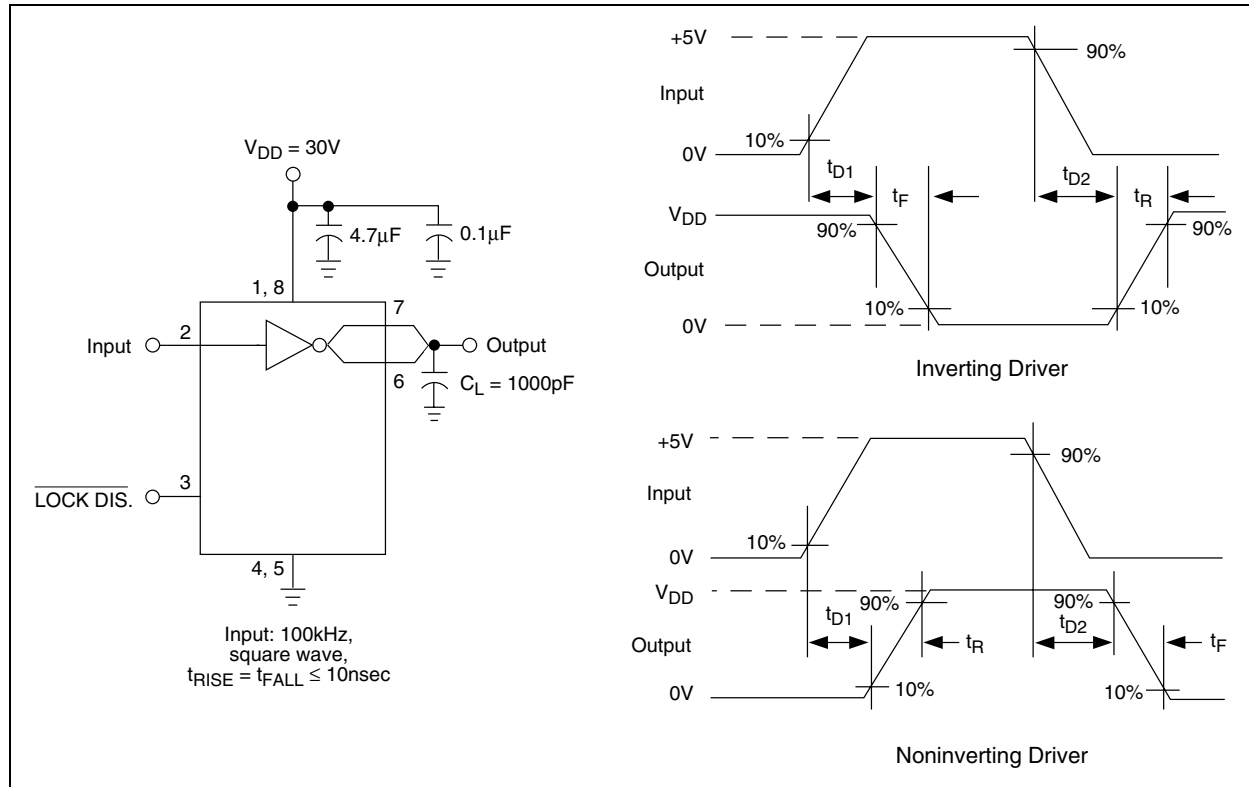 V_DD = 30V
4.7μF
0.1μF
1, 8
7
2
Input
Output
6
C_L = 1000pF
3
LOCK DIS.
4, 5
Input: 100kHz,
square wave,
t_RISE = t_FALL ≤ 10nsec
+5V
90%
Input
10%
0V
t_D1
t_D2
t_F
t_R
V_DD
90%
90%
Output
10%
10%
0V
Inverting Driver
+5V
90%
Input
10%
0V
V_DD
t_D1
90%
90%
t_D2
Output
t_R
t_F
10%
10%
0V
Noninverting Driver